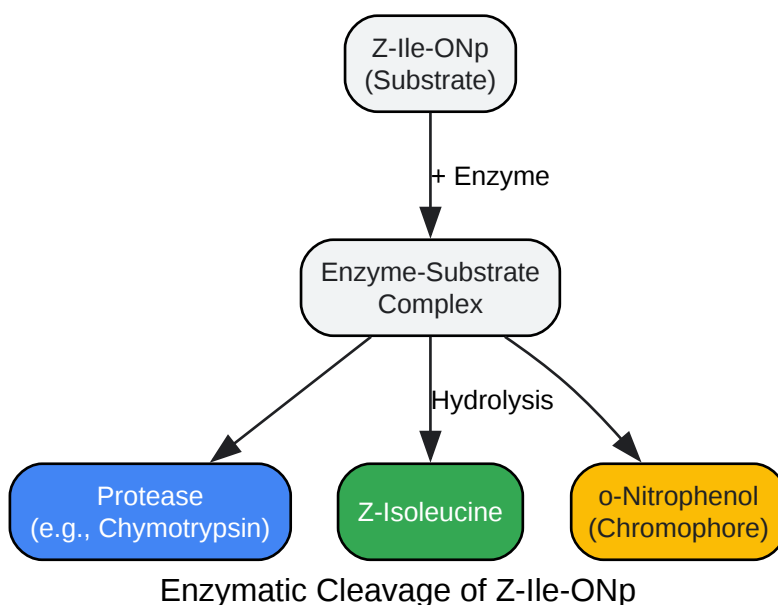 Z-Ile-ONp
(Substrate)
+ Enzyme
Enzyme-Substrate
Complex
Hydrolysis
Protease
(e.g., Chymotrypsin)
Z-Isoleucine
o-Nitrophenol
(Chromophore)
Enzymatic Cleavage of Z-Ile-ONp